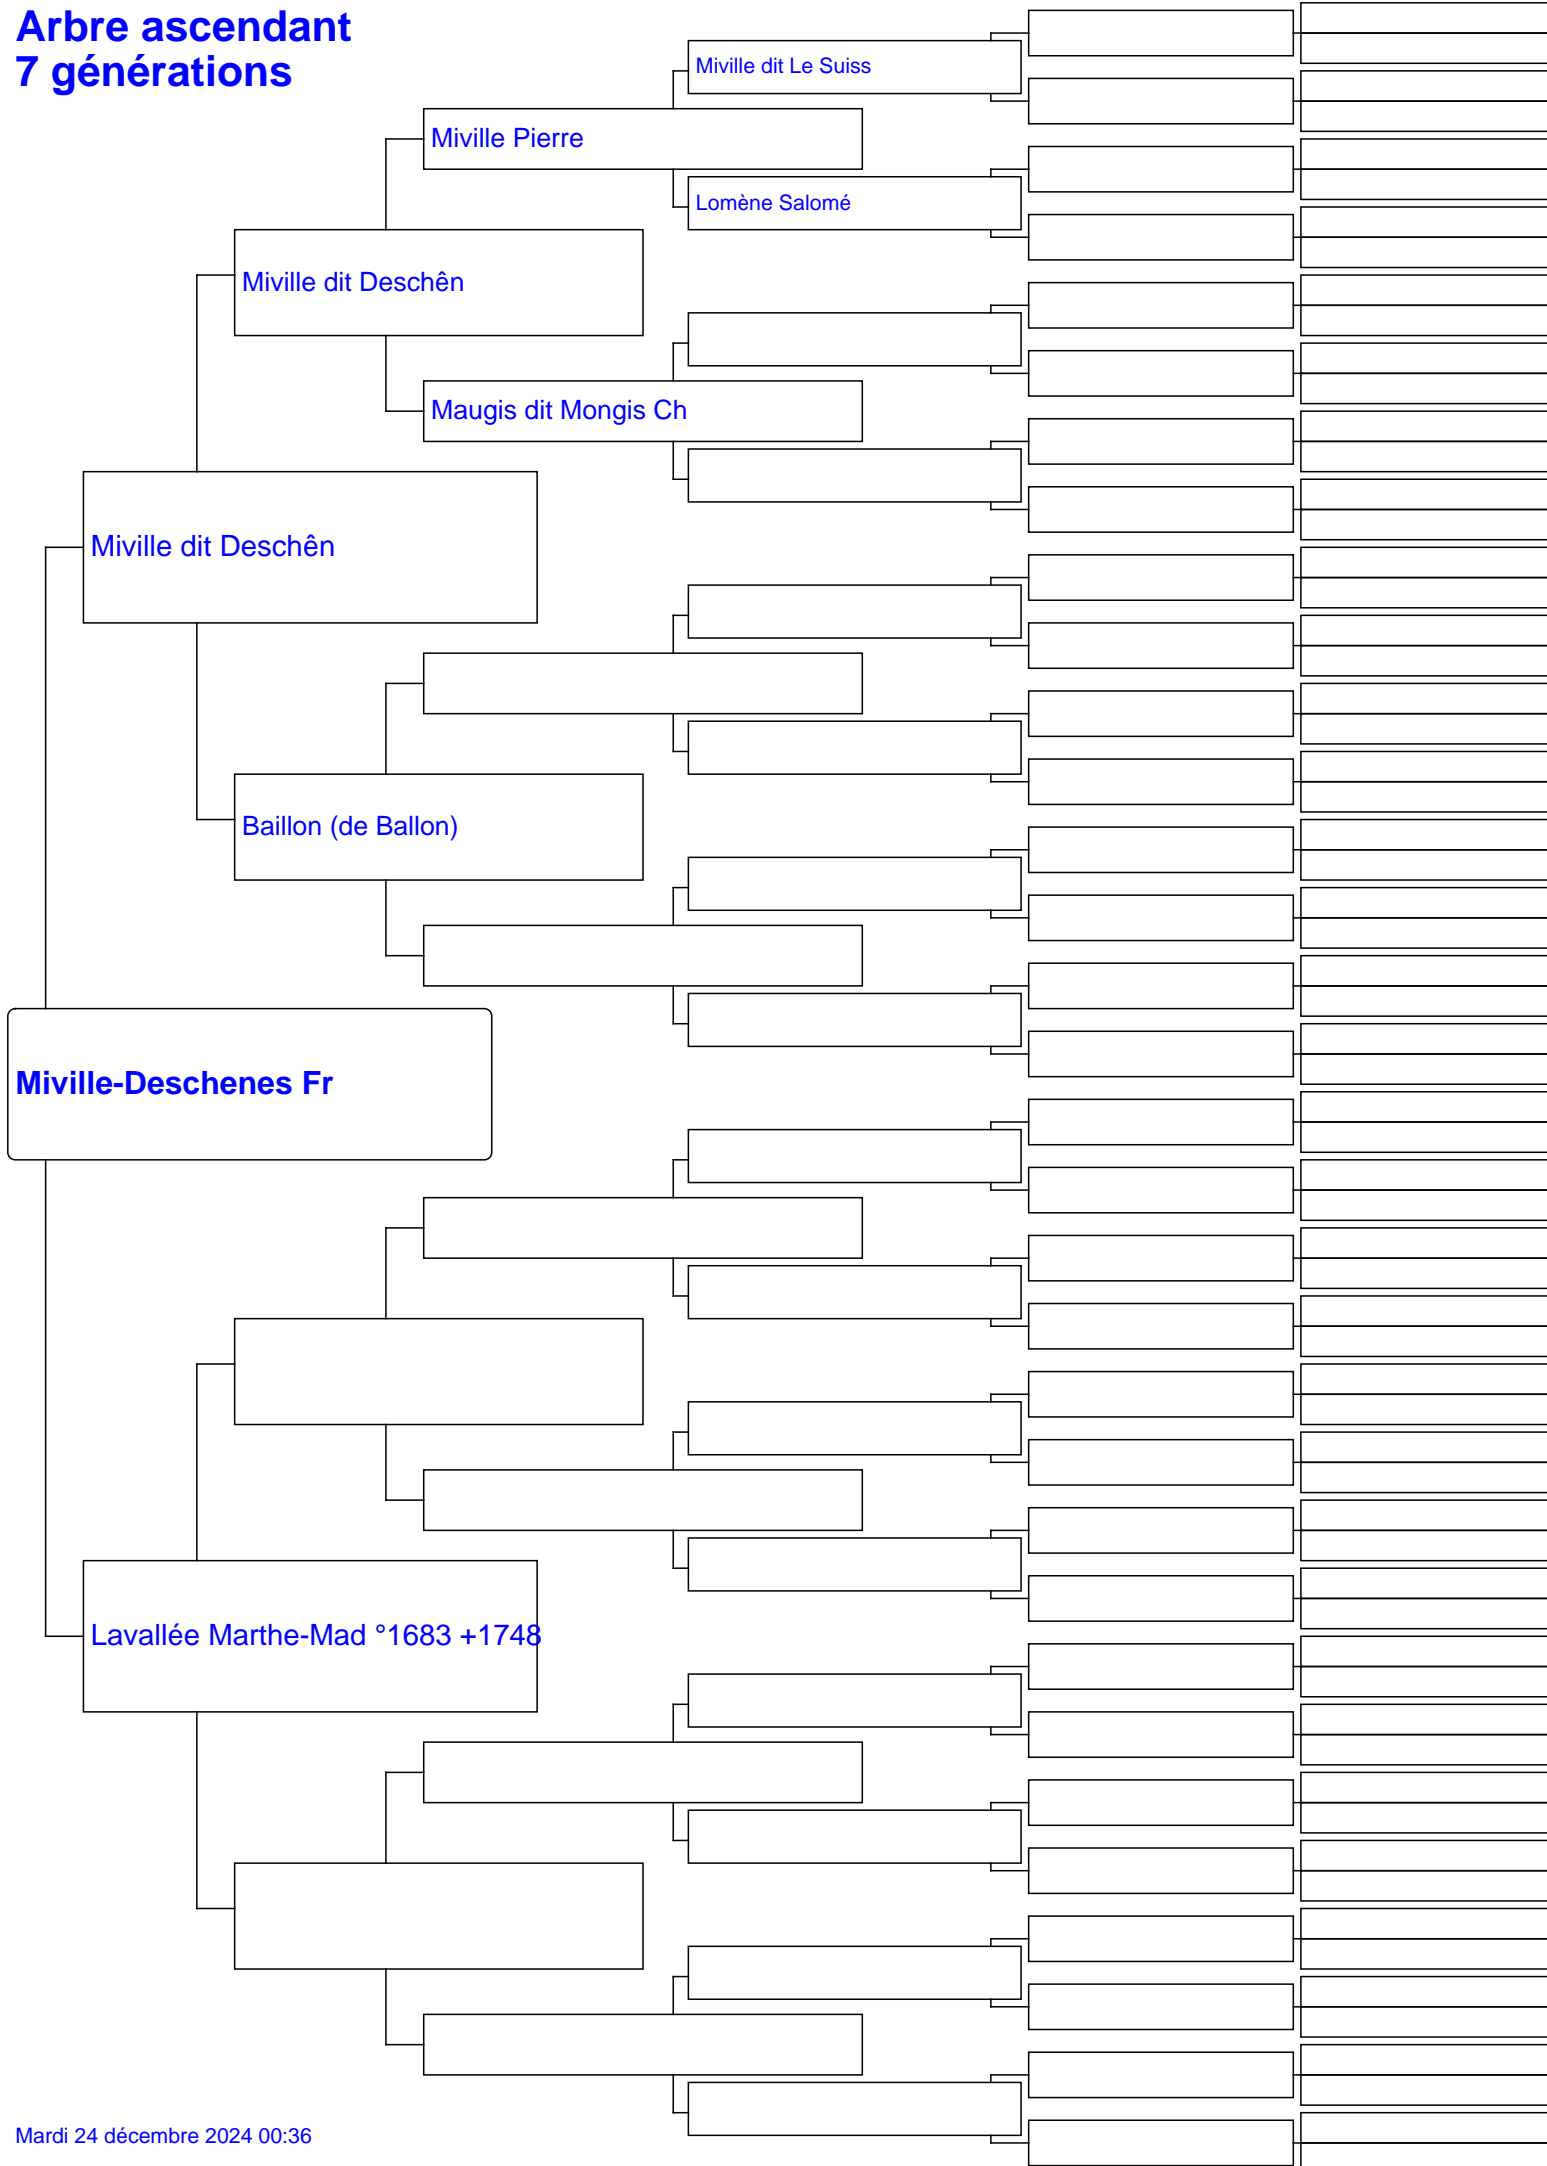 Arbre ascendant
7 générations
Miville dit Le Suiss
Miville Pierre
Lomène Salomé
Miville dit Deschên
Maugis dit Mongis Ch
Miville dit Deschên
Baillon (de Ballon)
Miville-Deschenes Fr
Lavallée Marthe-Mad °1683 +1748
Mardi 24 décembre 2024 00:36